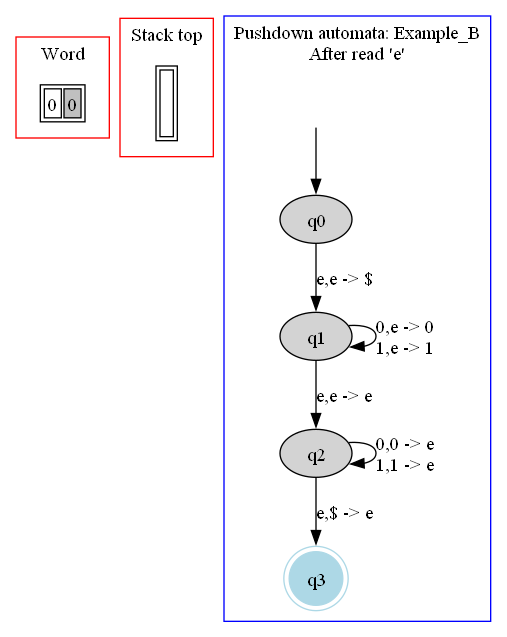 Word
0 0
Stack top
Pushdown automata: Example_B
After read 'e'
q0
e,e -> $
q1
0,e -> 0
1,e -> 1
e,e -> e
q2
0,0 -> e
1,1 -> e
e,$ -> e
q3